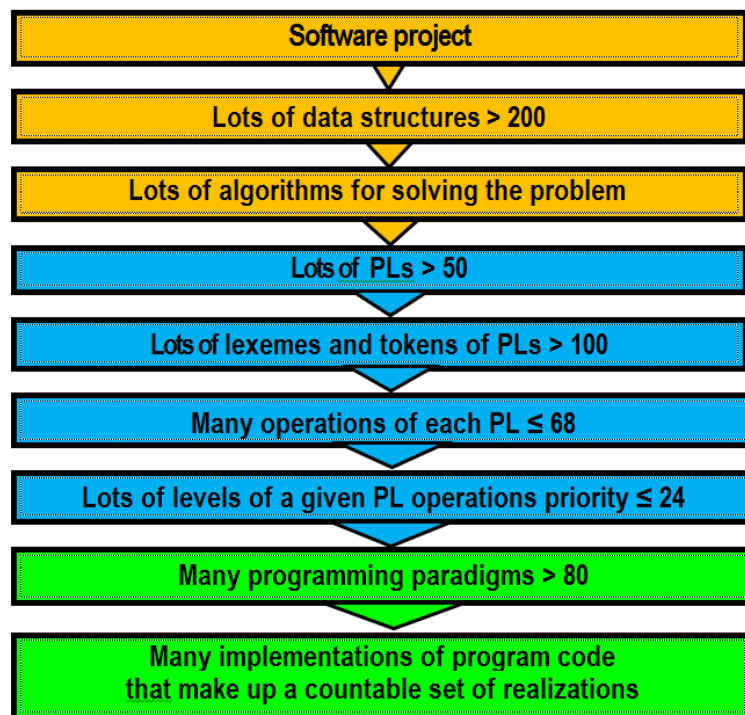 Software project
Lots of data structures > 200
Lots of algorithms for solving the problem
Lots of PLs > 50
Lots of lexemes and tokens of PLs > 100
Many operations of each PL ≤ 68
Lots of levels of a given PL operations priority ≤ 24
Many programming paradigms > 80
Many implementations of program code
that make up a countable set of realizations